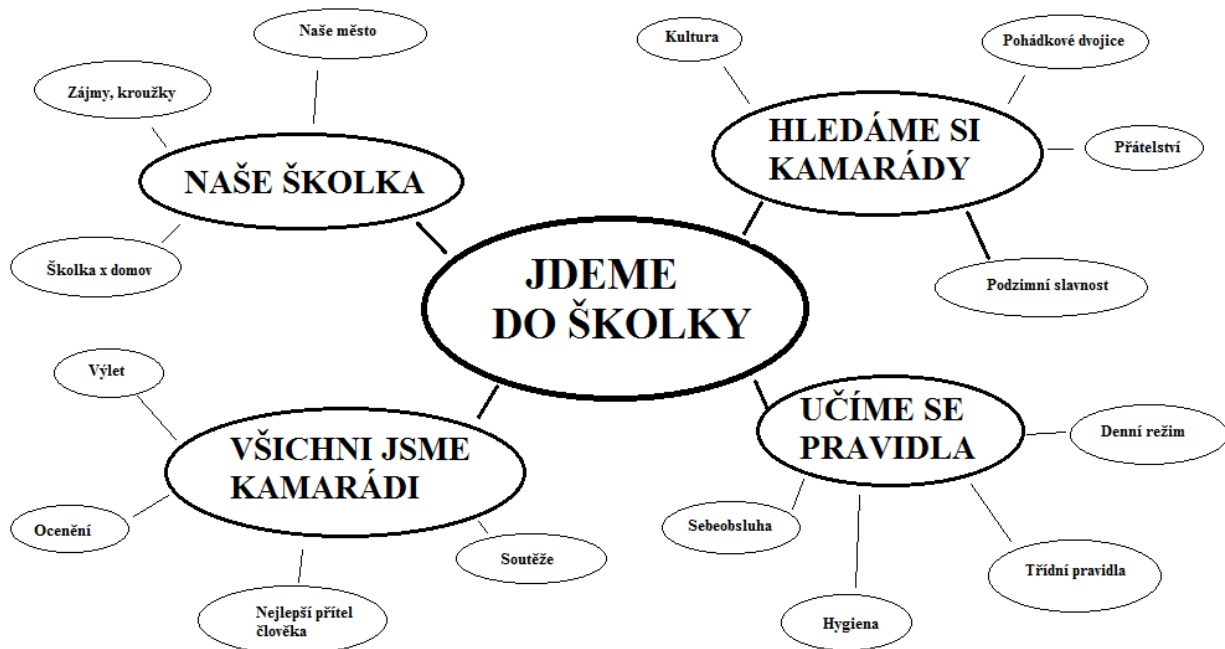 Naše město
Zájmy, kroužky
NAŠE ŠKOLKA
Školka x domov
Kultura
Pohádkové dvojice
HLEDÁME SI
KAMARÁDY
Přátelství
Podzimní slavnost
JDEME
DO ŠKOLKY
Výlet
VŠICHNI JSME
KAMARÁDI
Ocenění
Soutěže
Nejlepší přítel
člověka
UČÍME SE
PRAVIDLA
Denní režim
Sebeobsluha
Třídní pravidla
Hygiena